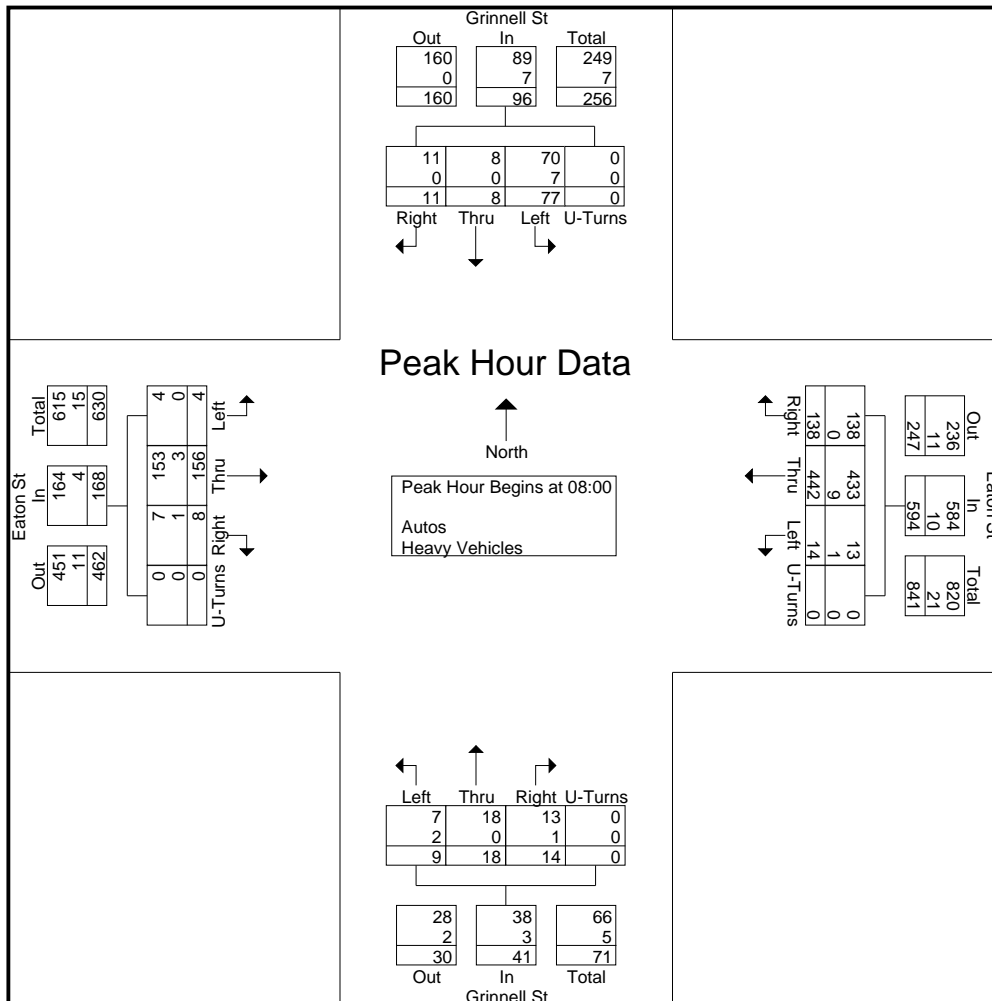 Grinnell St
Out In Total
160 89 249
0 7 7
160 96 256
11 8 70 0
0 0 7 0
11 8 77 0
Right Thru Left U-Turns
Peak Hour Data
North
Peak Hour Begins at 08:00
Autos
Heavy Vehicles
Eaton St
Out In Total
451 164 615
11 4 15
462 168 630
7 153 4
0 1 3 0
0 8 156 4
U-Turns Right Thru Left
Eaton St
Out In Total
236 584 820
11 10 21
247 594 841
138 433 13 0
0 9 1 0
138 442 14 0
Right Thru Left U-Turns
Left Thru Right U-Turns
7 18 13 0
2 0 1 0
9 18 14 0
28 38 66
2 3 5
30 41 71
Out In Total
Grinnell St